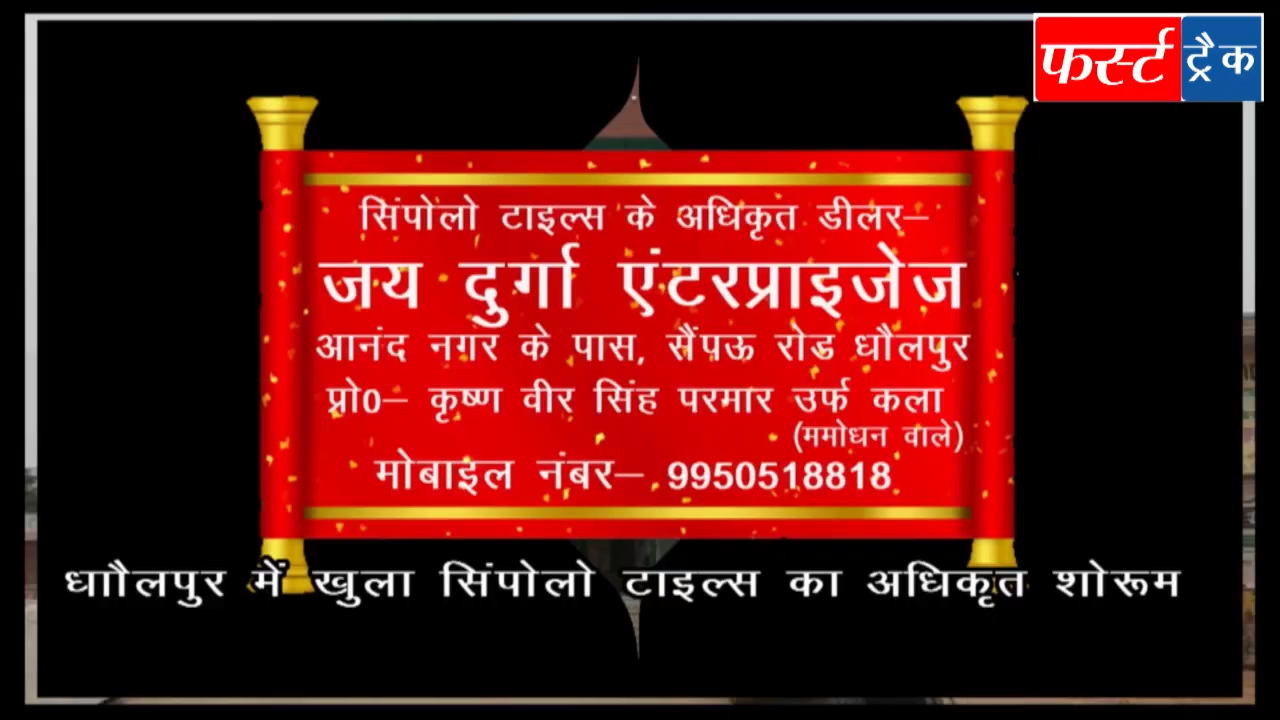 फर्स्ट ट्रैक
सिंपोलो टाइल्स के अधिकृत डीलर–
जय दुर्गा एंटरप्राइजेज
आनंद नगर के पास, सैंपऊ रोड धौलपुर
प्रो0– कृष्ण वीर सिंह परमार उर्फ कला
(ममोधन वाले)
मोबाइल नंबर– 9950518818
धाौलपुर में खुला सिंपोलो टाइल्स का अधिकृत शोरूम